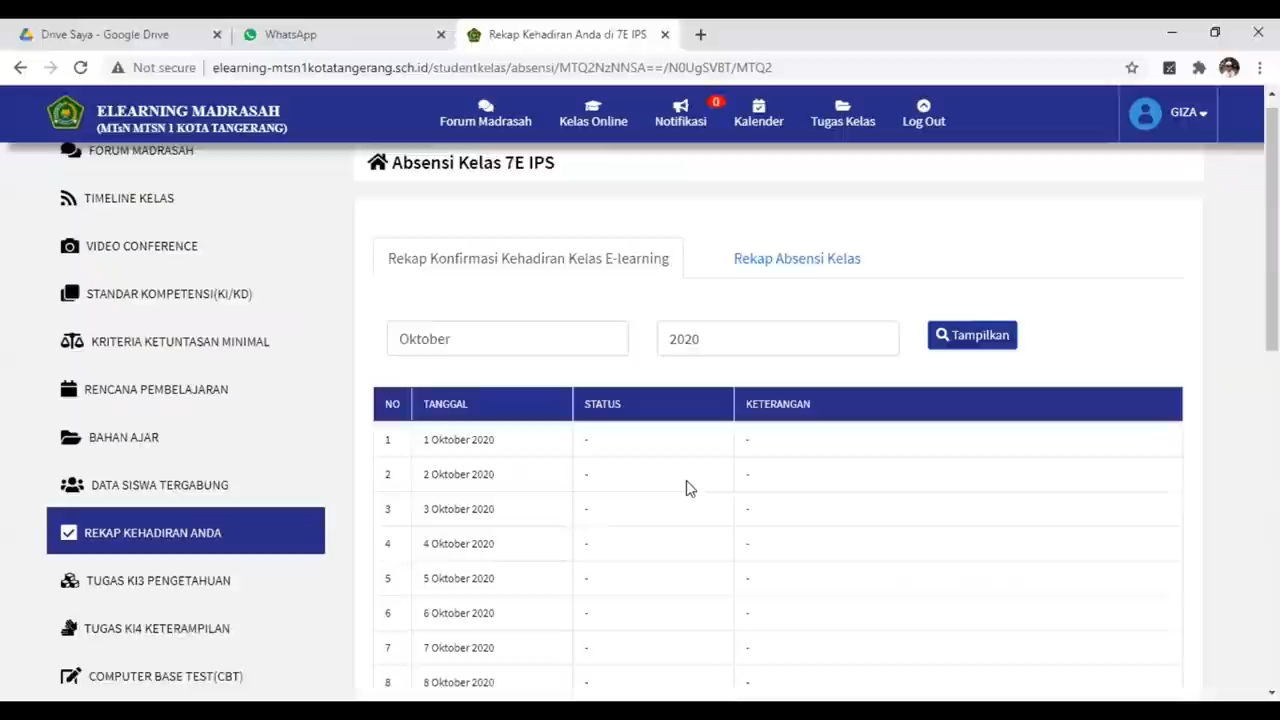 Drive Saya - Google Drive
WhatsApp
Rekap Kehadiran Anda di 7E IPS
Not secure
elearning-mtsn1kotatangerang.sch.id/studentkelas/absensi/MTQ2NzNNSA==/N0UgSVBT/MTQ2
ELEARNING MADRASAH
(MTsN MTSN 1 KOTA TANGERANG)
Forum Madrasah
Kelas Online
0
Notifikasi
Kalender
Tugas Kelas
Log Out
GIZA
FORUM MADRASAH
TIMELINE KELAS
VIDEO CONFERENCE
STANDAR KOMPETENSI(KI/KD)
KRITERIA KETUNTASAN MINIMAL
RENCANA PEMBELAJARAN
BAHAN AJAR
DATA SISWA TERGABUNG
REKAP KEHADIRAN ANDA
TUGAS KI3 PENGETAHUAN
TUGAS KI4 KETERAMPILAN
COMPUTER BASE TEST(CBT)
Absensi Kelas 7E IPS
Rekap Konfirmasi Kehadiran Kelas E-learning
Rekap Absensi Kelas
Oktober
2020
Tampilkan
NO TANGGAL STATUS KETERANGAN
1 1 Oktober 2020 - -
2 2 Oktober 2020 - -
3 3 Oktober 2020 - -
4 4 Oktober 2020 - -
5 5 Oktober 2020 - -
6 6 Oktober 2020 - -
7 7 Oktober 2020 - -
8 8 Oktober 2020 - -